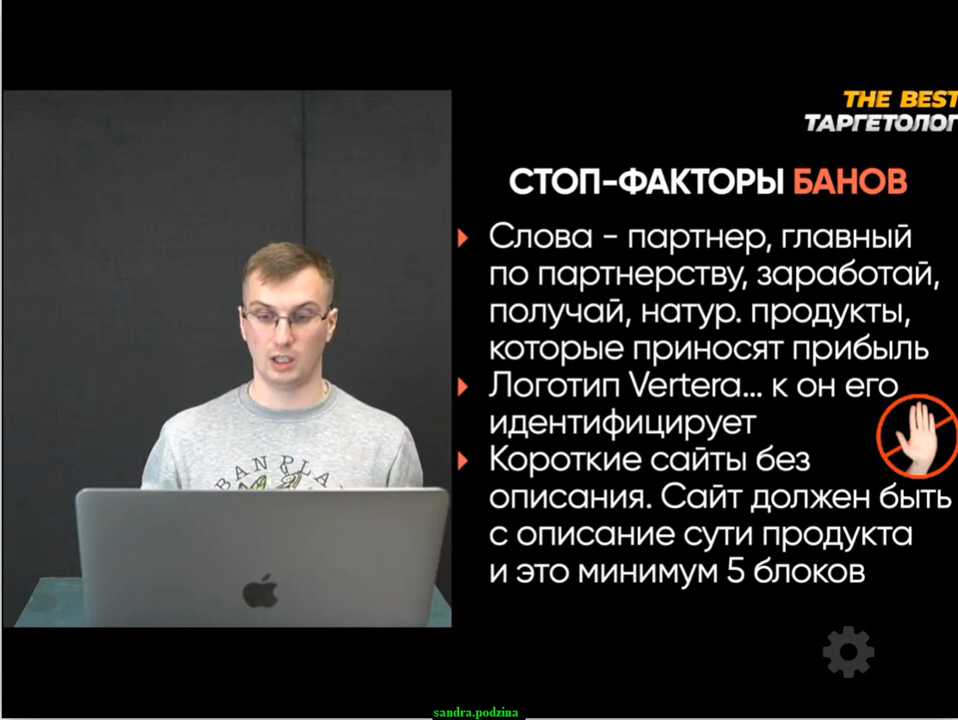 THE BEST
ТАРГЕТОЛОГ
СТОП-ФАКТОРЫ БАНОВ
Слова - партнер, главный
по партнерству, заработай,
получай, натур. продукты,
которые приносят прибыль
Логотип Vertera... к он его
идентифицирует
Короткие сайты без
описания. Сайт должен быть
с описание сути продукта
и это минимум 5 блоков
BAN PLA
sandra.podzina